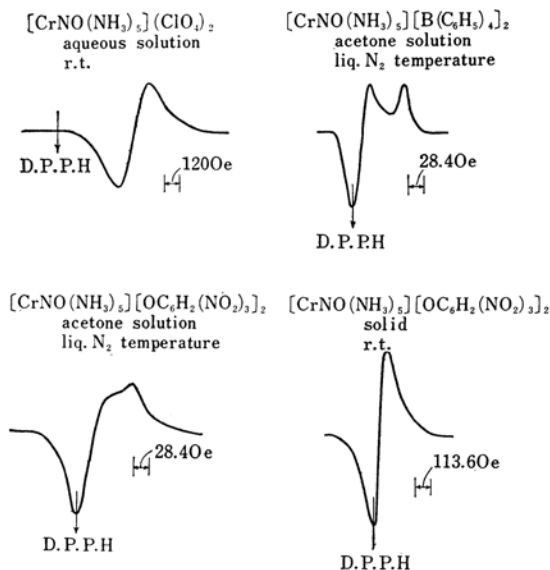 [CrNO(NH₃)₅](ClO₄)₂
aqueous solution
r.t.
D.P.P.H
120Oe
[CrNO(NH₃)₅][B(C₆H₅)₄]₂
acetone solution
liq. N₂ temperature
28.4Oe
D.P.P.H
[CrNO(NH₃)₅][OC₆H₂(NO₂)₃]₂
acetone solution
liq. N₂ temperature
28.4Oe
D.P.P.H
[CrNO(NH₃)₅][OC₆H₂(NO₂)₃]₂
solid
r.t.
113.6Oe
D.P.P.H